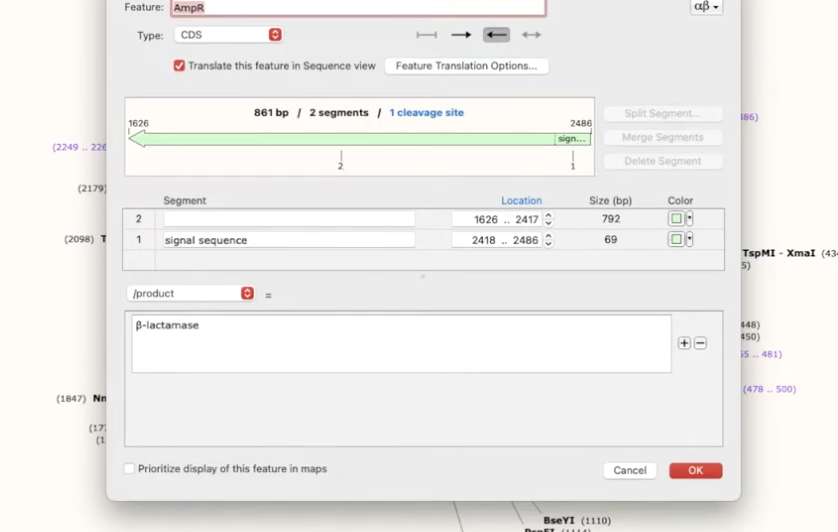 Feature: AmpR
αβ
Type: CDS
Translate this feature in Sequence view Feature Translation Options...
861 bp / 2 segments / 1 cleavage site
1626 2486
sign...
2 1
Split Segment...
Merge Segments
Delete Segment
Segment Location Size (bp) Color
2 1626 .. 2417 792
1 signal sequence 2418 .. 2486 69
/product =
β-lactamase
Prioritize display of this feature in maps
Cancel OK
(2249 .. 226
(2179)
(2098) T
(1847) Nn
(17
(1
86)
TspMI - XmaI (43
5)
448)
450)
5 .. 481)
(478 .. 500)
BseYI (1110)